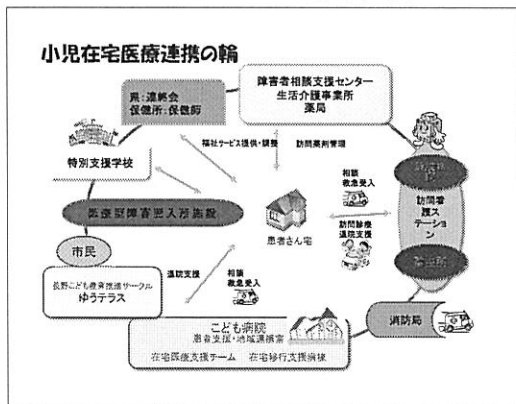 小児在宅医療連携の輪
県:連絡会
保健所:保健師
障害者相談支援センター
生活介護事業所
薬局
特別支援学校
福祉サービス提供・調整
訪問薬剤管理
医療型障害児入所施設
患者さん宅
相談
救急受入
訪問診療
退院支援
訪問看
護ステ
ーショ
ン
市民
長野こども療育推進サークル
ゆうテラス
退院支援
相談
救急受入
こども病院
患者支援・地域連携室
在宅医療支援チーム
在宅移行支援病棟
消防局